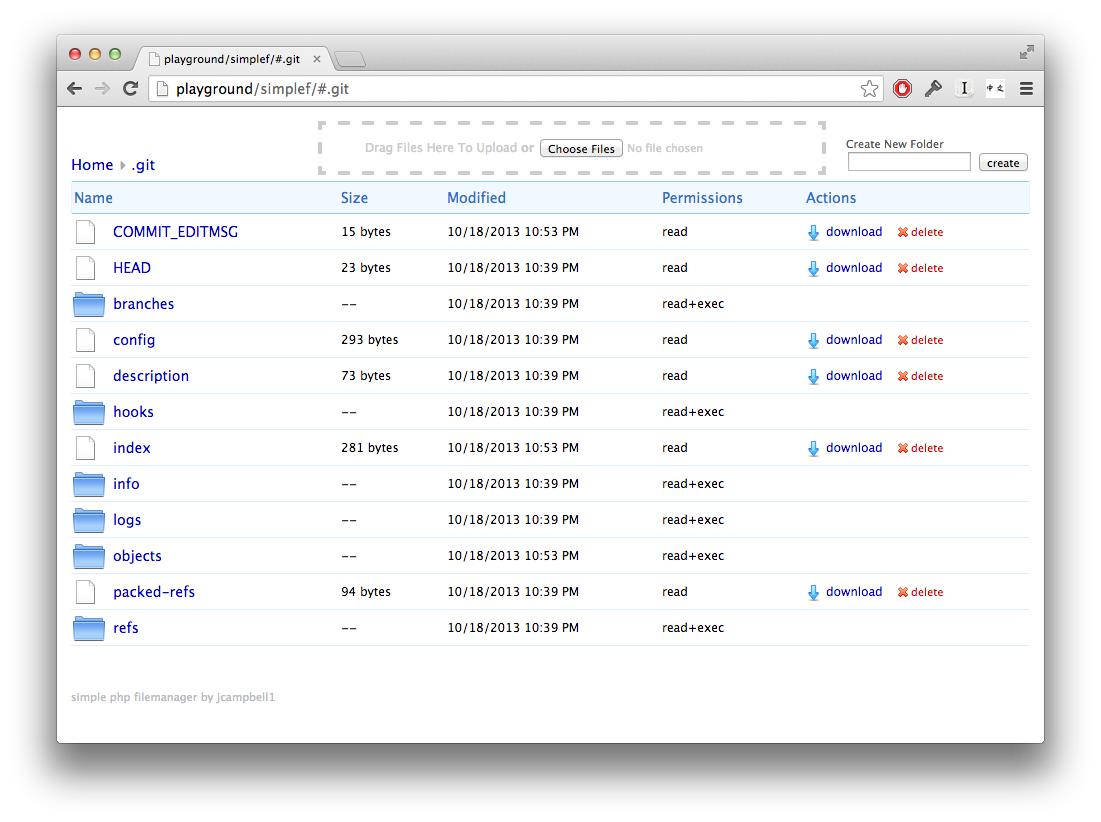 playground/simplef/#.git
playground/simplef/#.git
I 中文
Drag Files Here To Upload or Choose Files No file chosen
Create New Folder
create
Home .git
Name Size Modified Permissions Actions
COMMIT_EDITMSG 15 bytes 10/18/2013 10:53 PM read download delete
HEAD 23 bytes 10/18/2013 10:39 PM read download delete
branches -- 10/18/2013 10:39 PM read+exec
config 293 bytes 10/18/2013 10:39 PM read download delete
description 73 bytes 10/18/2013 10:39 PM read download delete
hooks -- 10/18/2013 10:39 PM read+exec
index 281 bytes 10/18/2013 10:53 PM read download delete
info -- 10/18/2013 10:39 PM read+exec
logs -- 10/18/2013 10:39 PM read+exec
objects -- 10/18/2013 10:53 PM read+exec
packed-refs 94 bytes 10/18/2013 10:39 PM read download delete
refs -- 10/18/2013 10:39 PM read+exec
simple php filemanager by jcampbell1